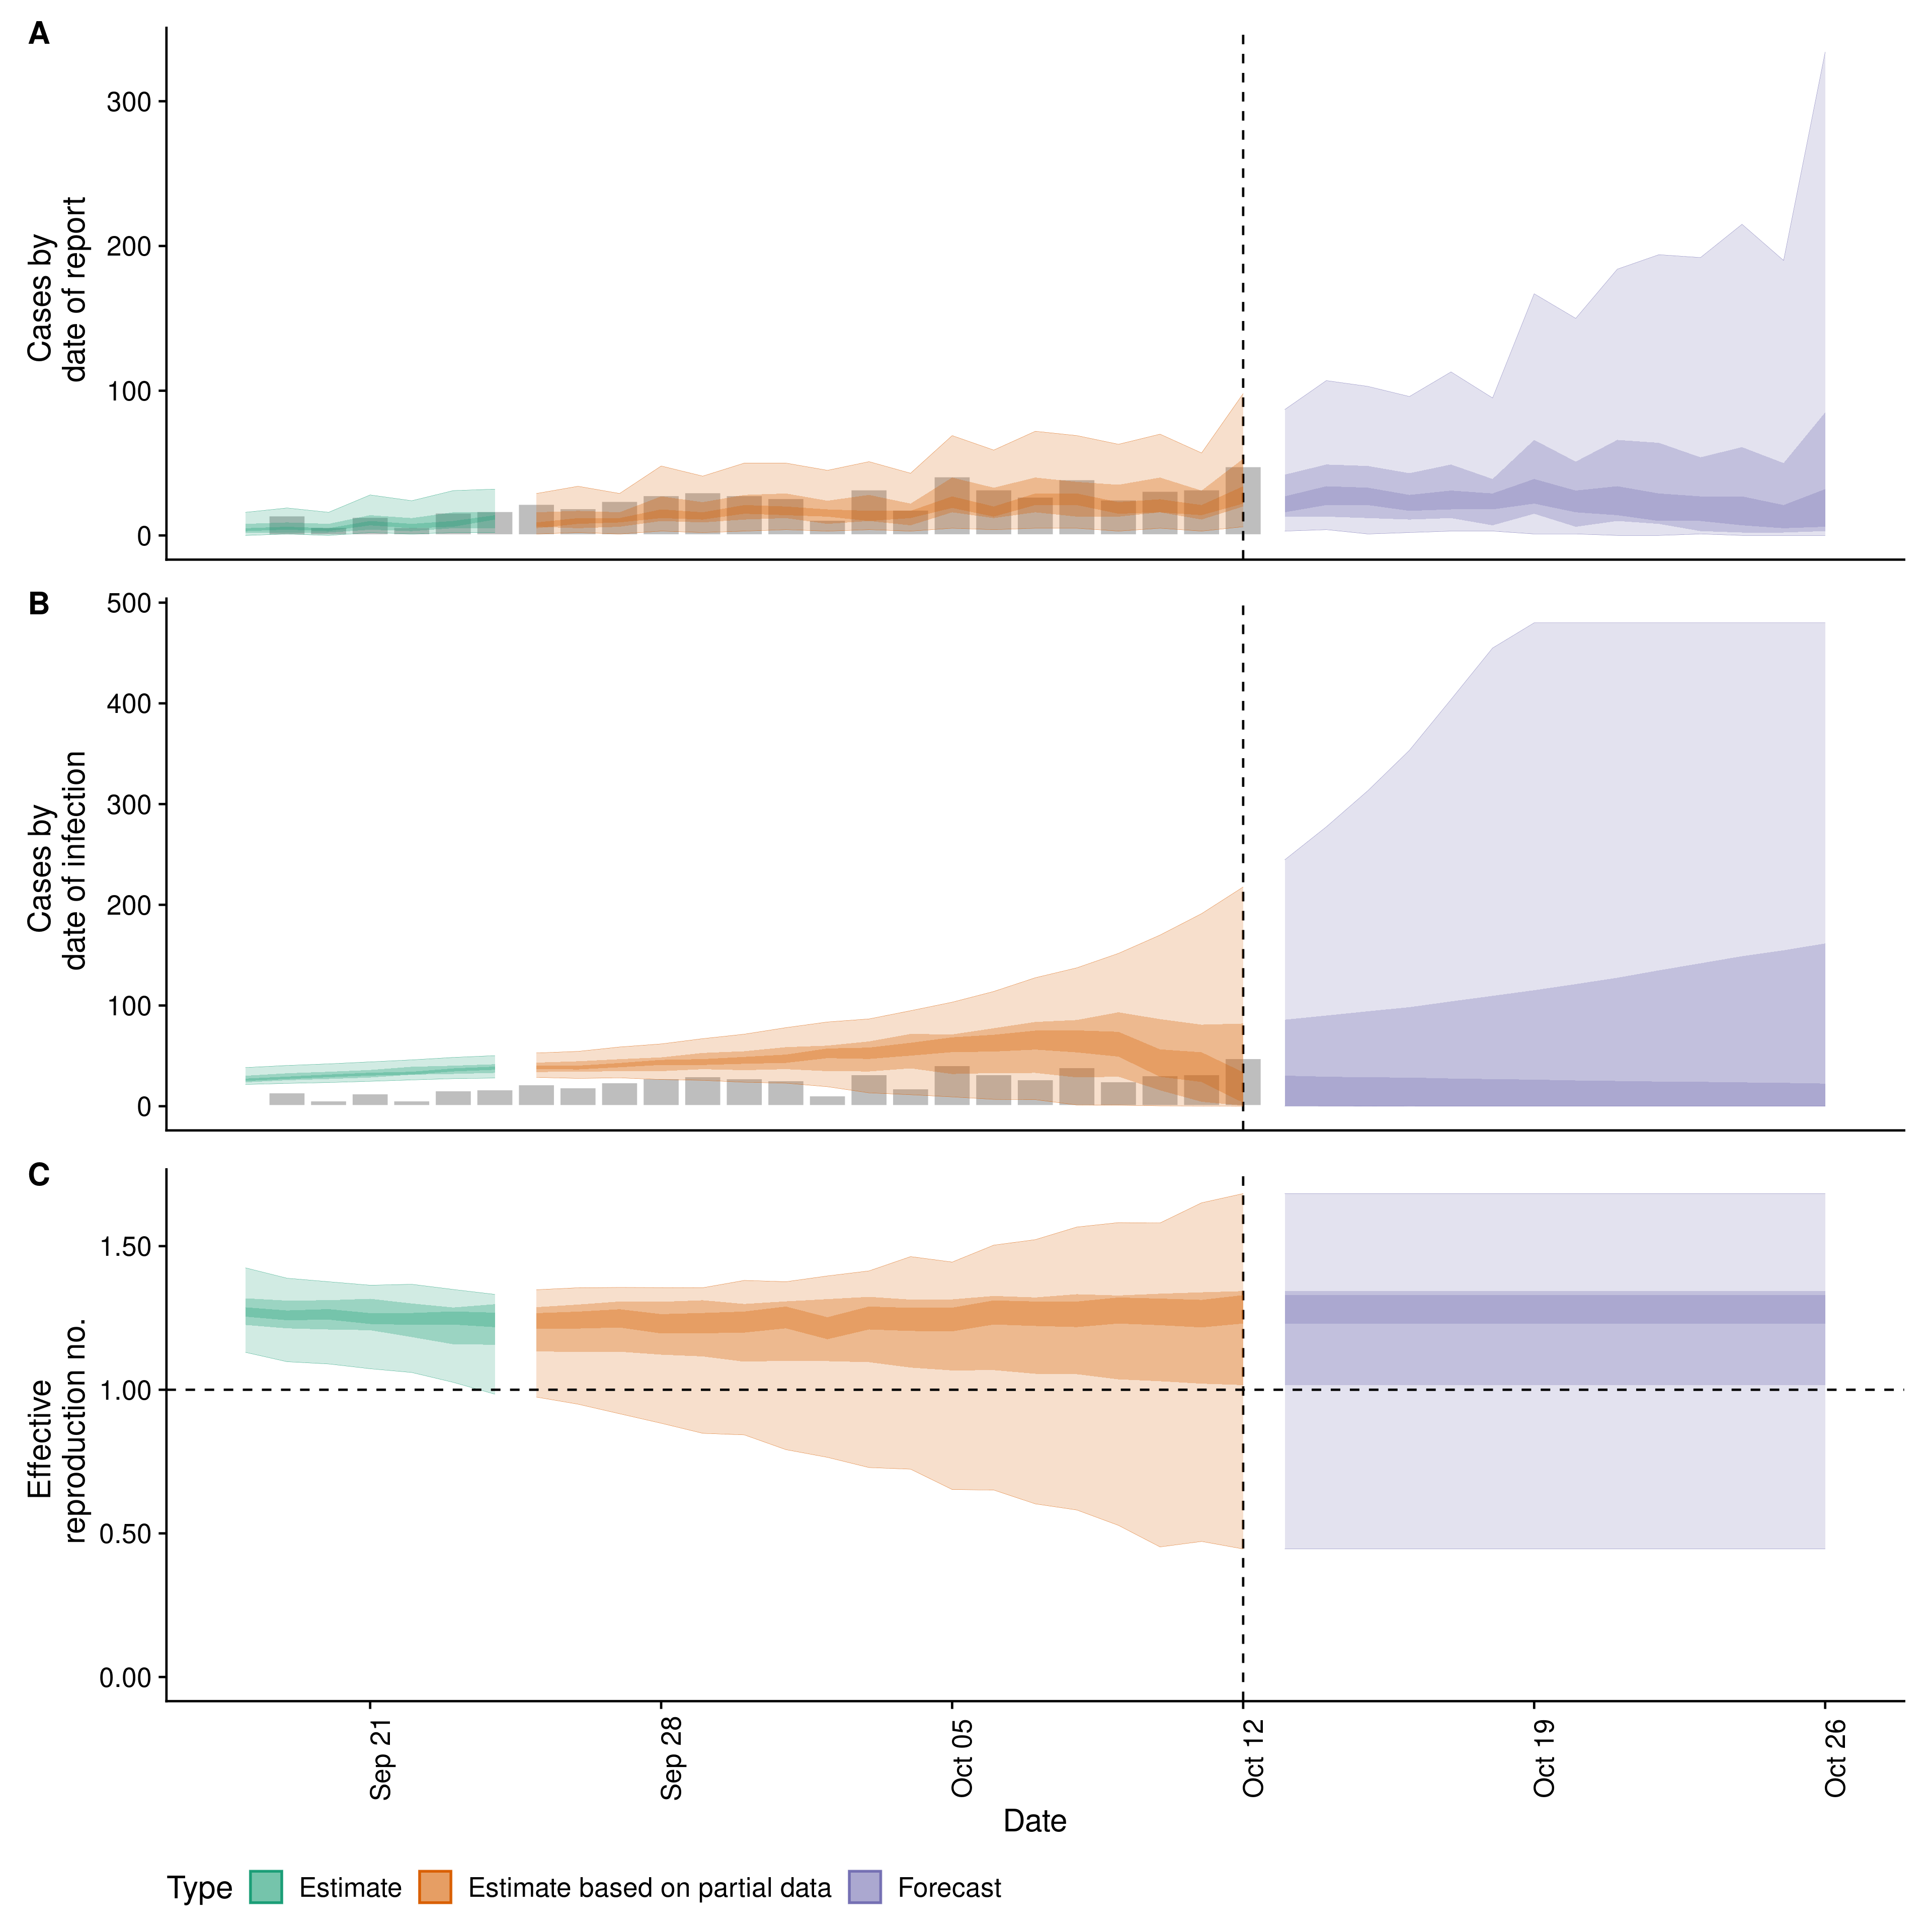 A
300
200
100
0
Cases by
date of report
B
500
400
300
200
100
0
Cases by
date of infection
C
1.50
1.00
0.50
0.00
Effective
reproduction no.
Sep 21
Sep 28
Oct 05
Oct 12
Oct 19
Oct 26
Date
Type Estimate Estimate based on partial data Forecast